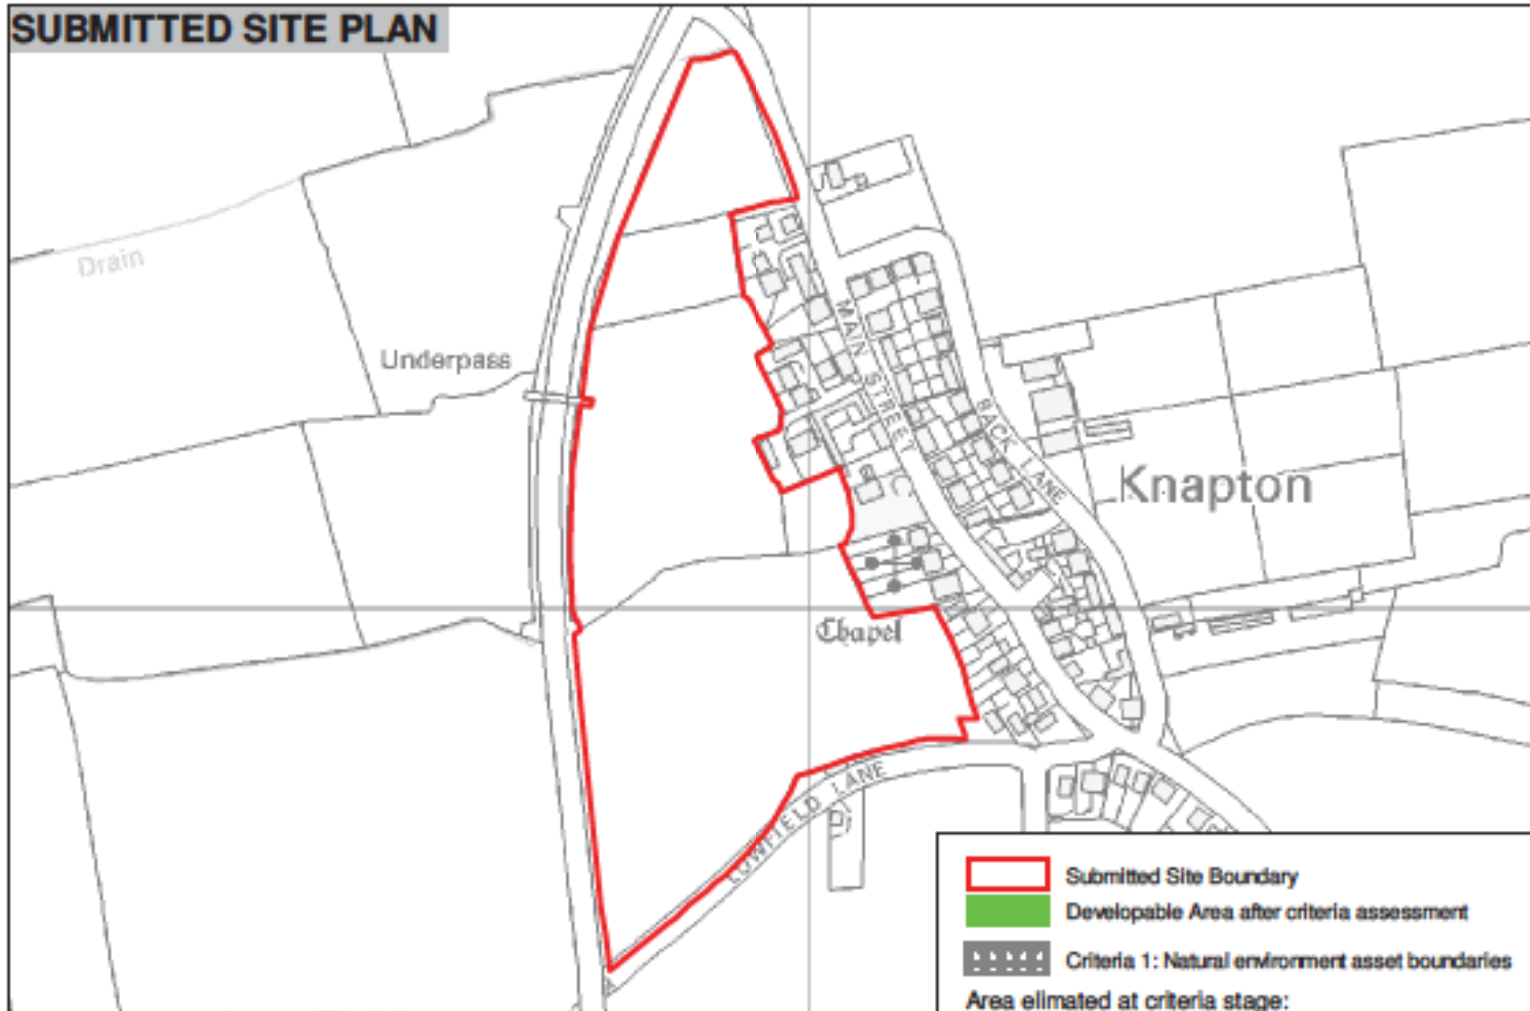 SUBMITTED SITE PLAN
Drain
Underpass
MAIN STREET
BACK LANE
Knapton
Chapel
LOWFIELD LANE
Submitted Site Boundary
Developable Area after criteria assessment
Criteria 1: Natural environment asset boundaries
Area elimated at criteria stage: